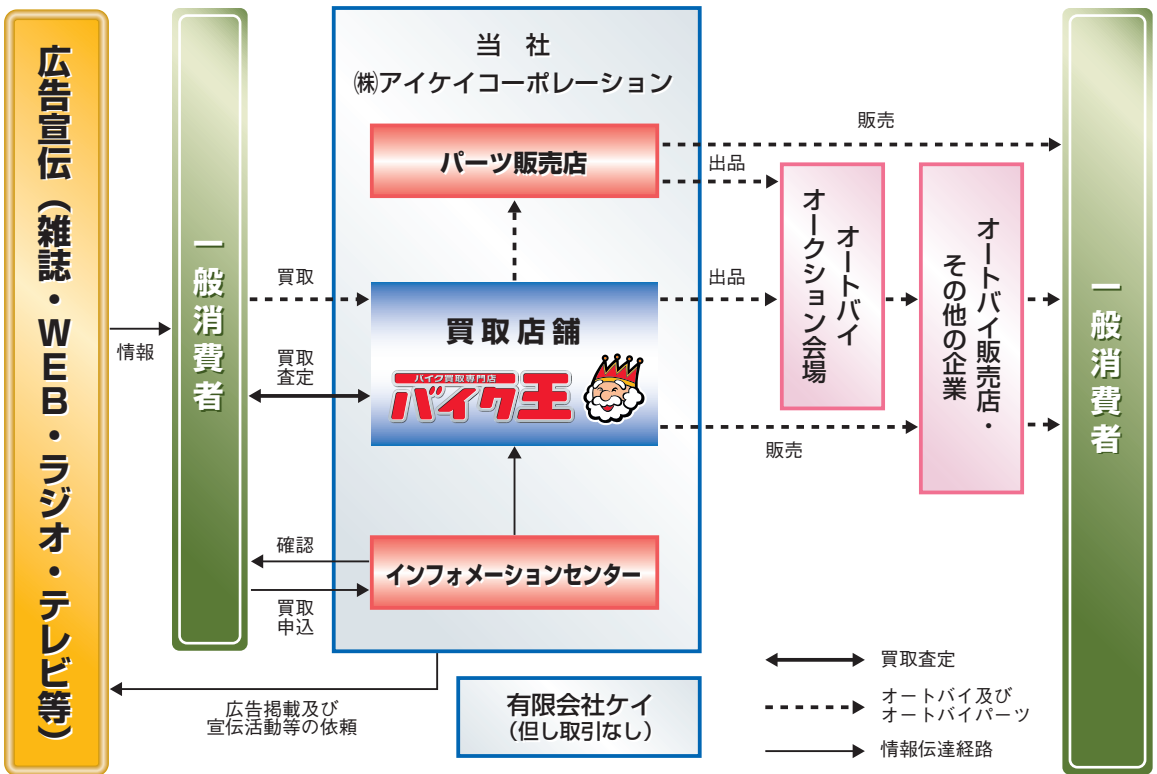 広告宣伝（雑誌・WEB・ラジオ・テレビ等）
情報
一般消費者
買取
買取
査定
確認
買取
申込
当　社
㈱アイケイコーポレーション
パーツ販売店
買取店舗
バイク買取専門店
バイク王
インフォメーションセンター
販売
出品
出品
販売
オートバイ
オークション会場
オートバイ販売店・
その他の企業
一般消費者
広告掲載及び
宣伝活動等の依頼
有限会社ケイ
（但し取引なし）
買取査定
オートバイ及び
オートバイパーツ
情報伝達経路